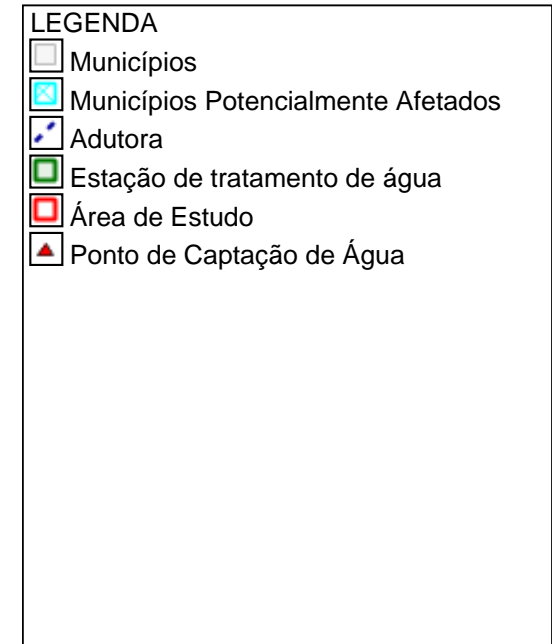 LEGENDA
Municípios
Municípios Potencialmente Afetados
Adutora
Estação de tratamento de água
Área de Estudo
Ponto de Captação de Água